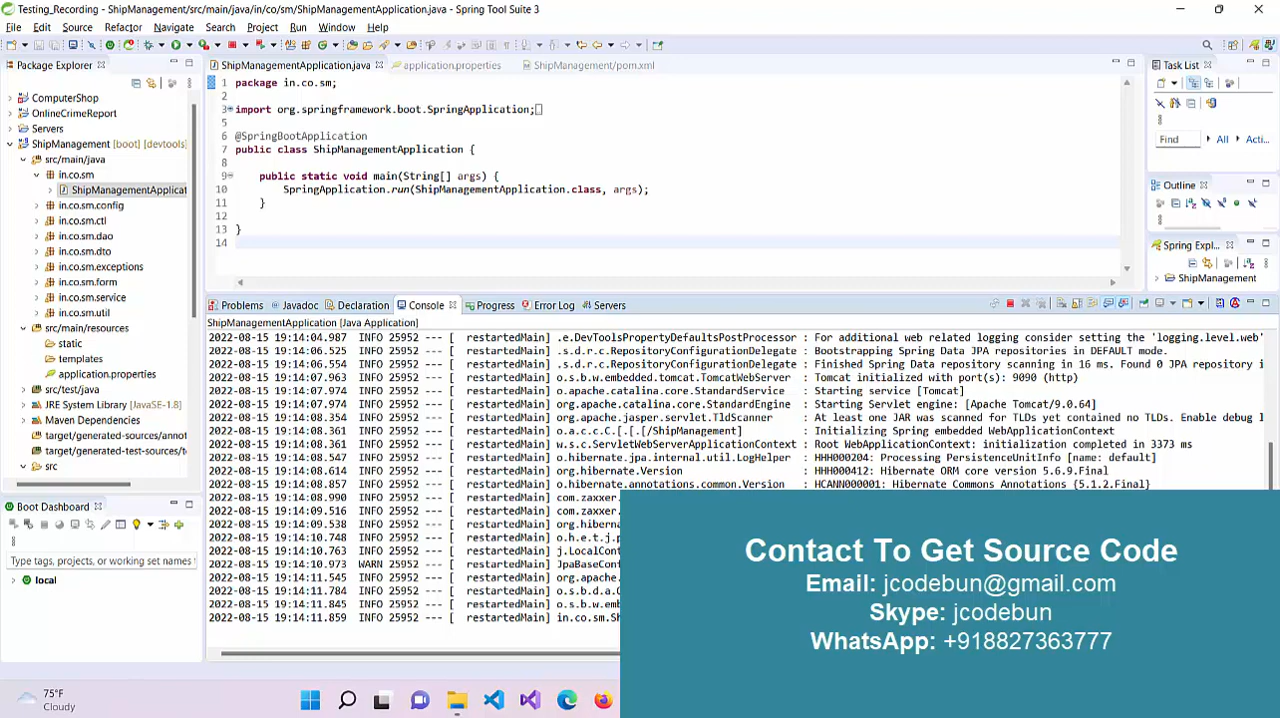 Testing_Recording - ShipManagement/src/main/java/in/co/sm/ShipManagementApplication.java - Spring Tool Suite 3
File Edit Source Refactor Navigate Search Project Run Window Help
Package Explorer
ComputerShop
OnlineCrimeReport
Servers
ShipManagement [boot] [devtools]
src/main/java
in.co.sm
ShipManagementApplicat
in.co.sm.config
in.co.sm.ctl
in.co.sm.dao
in.co.sm.dto
in.co.sm.exceptions
in.co.sm.form
in.co.sm.service
in.co.sm.util
src/main/resources
static
templates
application.properties
src/test/java
JRE System Library [JavaSE-1.8]
Maven Dependencies
target/generated-sources/annot
target/generated-test-sources/t
src
Boot Dashboard
Type tags, projects, or working set names
local
ShipManagementApplication.java application.properties ShipManagement/pom.xml
1 package in.co.sm;
2
3 import org.springframework.boot.SpringApplication;
5
6 @SpringBootApplication
7 public class ShipManagementApplication {
8
9 public static void main(String[] args) {
10 SpringApplication.run(ShipManagementApplication.class, args);
11 }
12
13 }
14
Problems Javadoc Declaration Console Progress Error Log Servers
ShipManagementApplication [Java Application]
2022-08-15 19:14:04.987 INFO 25952 --- [ restartedMain] .e.DevToolsPropertyDefaultsPostProcessor : For additional web related logging consider setting the 'logging.level.web'
2022-08-15 19:14:06.525 INFO 25952 --- [ restartedMain] .s.d.r.c.RepositoryConfigurationDelegate : Bootstrapping Spring Data JPA repositories in DEFAULT mode.
2022-08-15 19:14:06.554 INFO 25952 --- [ restartedMain] .s.d.r.c.RepositoryConfigurationDelegate : Finished Spring Data repository scanning in 16 ms. Found 0 JPA repository i
2022-08-15 19:14:07.963 INFO 25952 --- [ restartedMain] o.s.b.w.embedded.tomcat.TomcatWebServer : Tomcat initialized with port(s): 9090 (http)
2022-08-15 19:14:07.974 INFO 25952 --- [ restartedMain] o.apache.catalina.core.StandardService : Starting service [Tomcat]
2022-08-15 19:14:07.974 INFO 25952 --- [ restartedMain] org.apache.catalina.core.StandardEngine : Starting Servlet engine: [Apache Tomcat/9.0.64]
2022-08-15 19:14:08.354 INFO 25952 --- [ restartedMain] org.apache.jasper.servlet.TldScanner : At least one JAR was scanned for TLDs yet contained no TLDs. Enable debug l
2022-08-15 19:14:08.361 INFO 25952 --- [ restartedMain] o.a.c.c.C.[.[.[/ShipManagement] : Initializing Spring embedded WebApplicationContext
2022-08-15 19:14:08.361 INFO 25952 --- [ restartedMain] w.s.c.ServletWebServerApplicationContext : Root WebApplicationContext: initialization completed in 3373 ms
2022-08-15 19:14:08.547 INFO 25952 --- [ restartedMain] o.hibernate.jpa.internal.util.LogHelper : HHH000204: Processing PersistenceUnitInfo [name: default]
2022-08-15 19:14:08.614 INFO 25952 --- [ restartedMain] org.hibernate.Version : HHH000412: Hibernate ORM core version 5.6.9.Final
2022-08-15 19:14:08.857 INFO 25952 --- [ restartedMain] o.hibernate.annotations.common.Version : HCANN000001: Hibernate Commons Annotations {5.1.2.Final}
2022-08-15 19:14:08.990 INFO 25952 --- [ restartedMain] com.zaxxer
2022-08-15 19:14:09.516 INFO 25952 --- [ restartedMain] com.zaxxer
2022-08-15 19:14:09.538 INFO 25952 --- [ restartedMain] org.hibern
2022-08-15 19:14:10.748 INFO 25952 --- [ restartedMain] o.h.e.t.j.p
2022-08-15 19:14:10.763 INFO 25952 --- [ restartedMain] j.LocalCont
2022-08-15 19:14:10.973 WARN 25952 --- [ restartedMain] JpaBaseConf
2022-08-15 19:14:11.545 INFO 25952 --- [ restartedMain] org.apache.
2022-08-15 19:14:11.784 INFO 25952 --- [ restartedMain] o.s.b.d.a.O
2022-08-15 19:14:11.845 INFO 25952 --- [ restartedMain] o.s.b.w.emb
2022-08-15 19:14:11.859 INFO 25952 --- [ restartedMain] in.co.sm.Sh
Task List
Find All Acti...
Outline
Spring Expl...
ShipManagement
Contact To Get Source Code
Email: jcodebun@gmail.com
Skype: jcodebun
WhatsApp: +918827363777
75°F
Cloudy